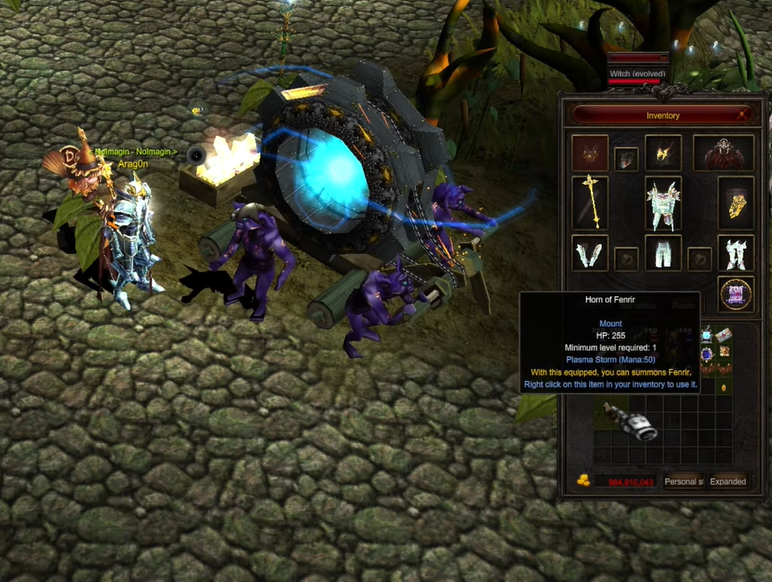 Witch (evolved)
Inventory
NoImagin - NoImagin >
Arag0n
Horn of Fenrir
Mount
HP: 255
Minimum level required: 1
Plasma Storm (Mana:50)
With this equipped, you can summons Fenrir.
Right click on this item in your inventory to use it.
984,910,043
Personal s
Expanded